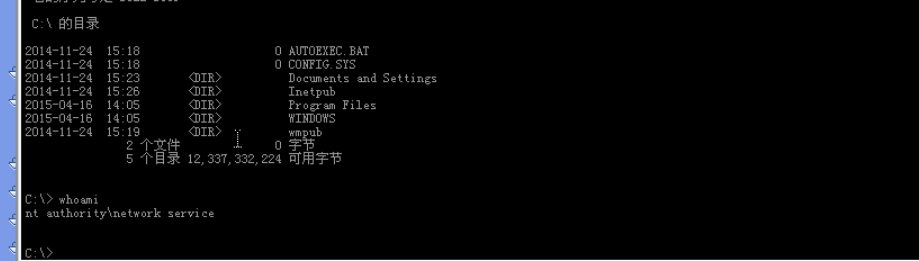 C:\ 的目录
2014-11-24  15:18                 0 AUTOEXEC.BAT
2014-11-24  15:18                 0 CONFIG.SYS
2014-11-24  15:23    <DIR>          Documents and Settings
2014-11-24  15:26    <DIR>          Inetpub
2015-04-16  14:05    <DIR>          Program Files
2015-04-16  14:05    <DIR>          WINDOWS
2014-11-24  15:19    <DIR>          wmpub
2 个文件              0 字节
5 个目录 12,337,332,224 可用字节
C:\> whoami
nt authority\network service
C:\>